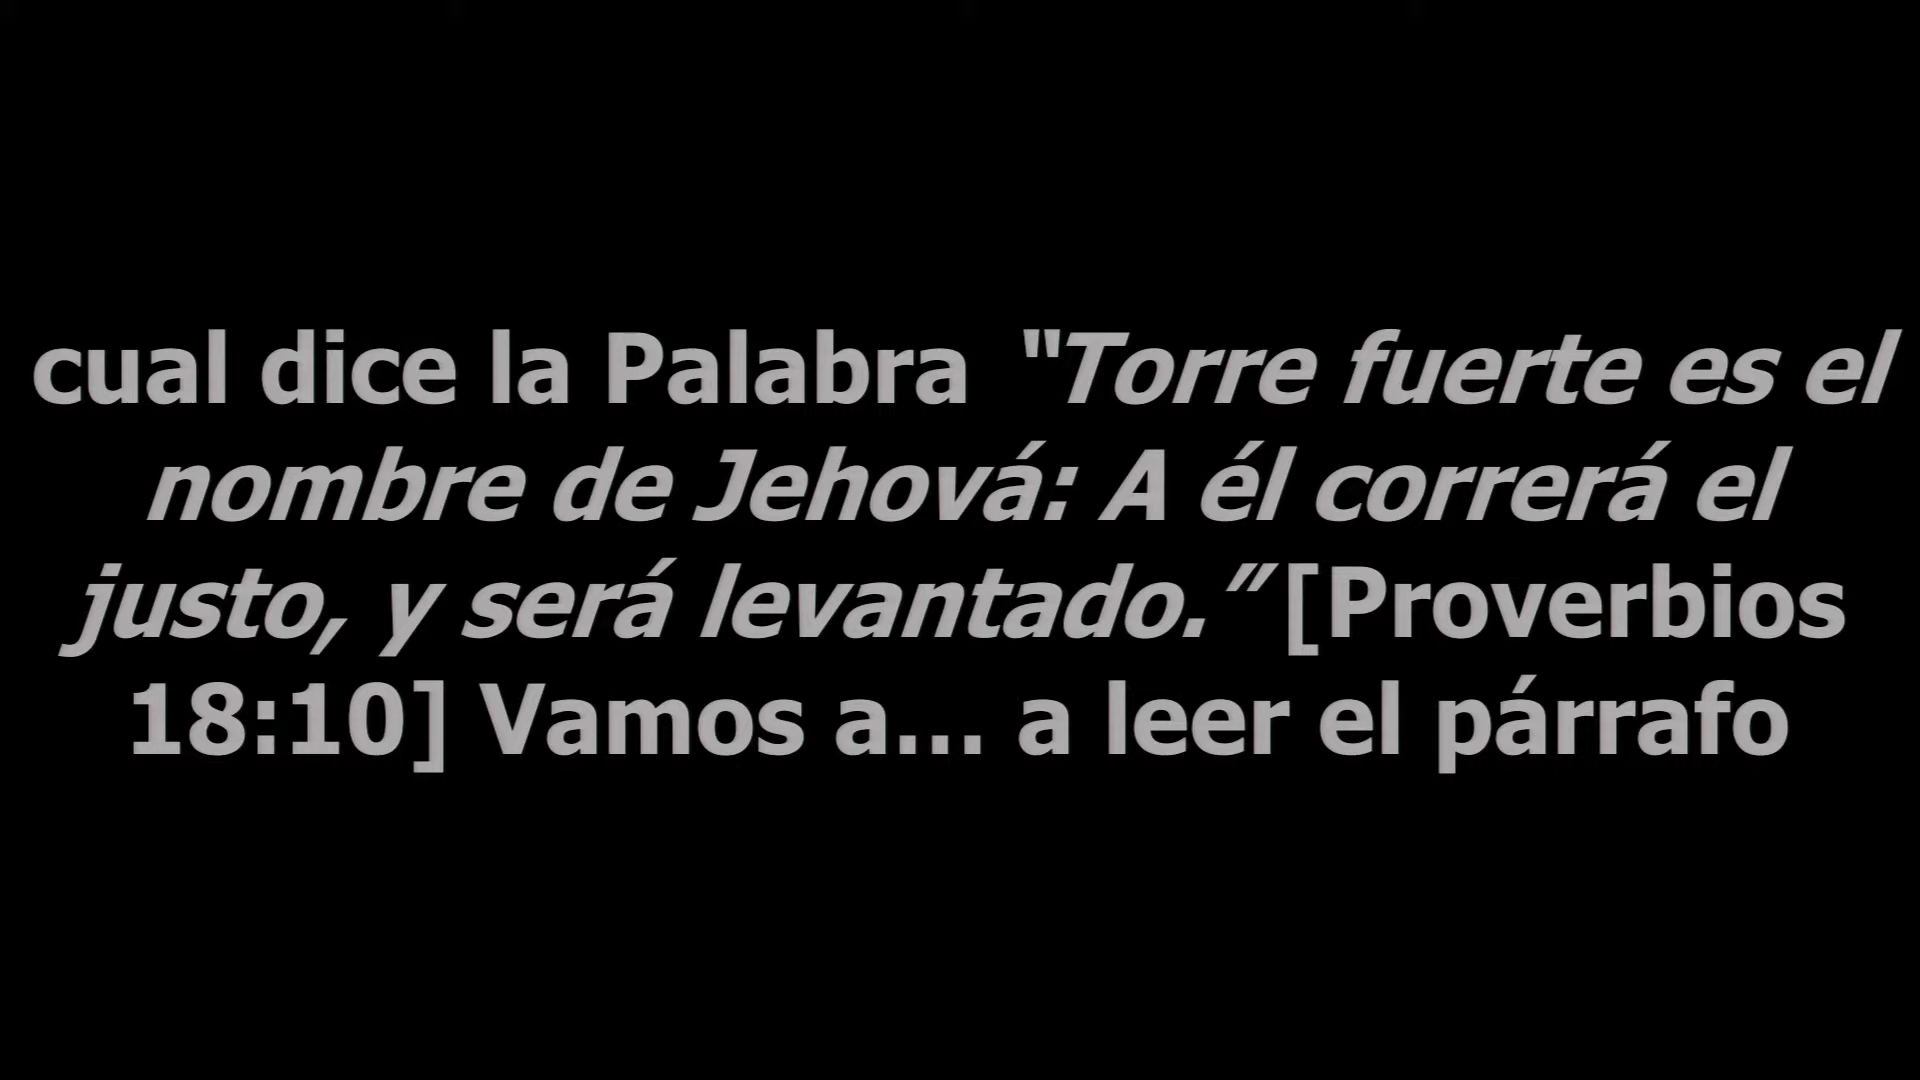 cual dice la Palabra “Torre fuerte es el
nombre de Jehová: A él correrá el
justo, y será levantado.” [Proverbios
18:10] Vamos a… a leer el párrafo